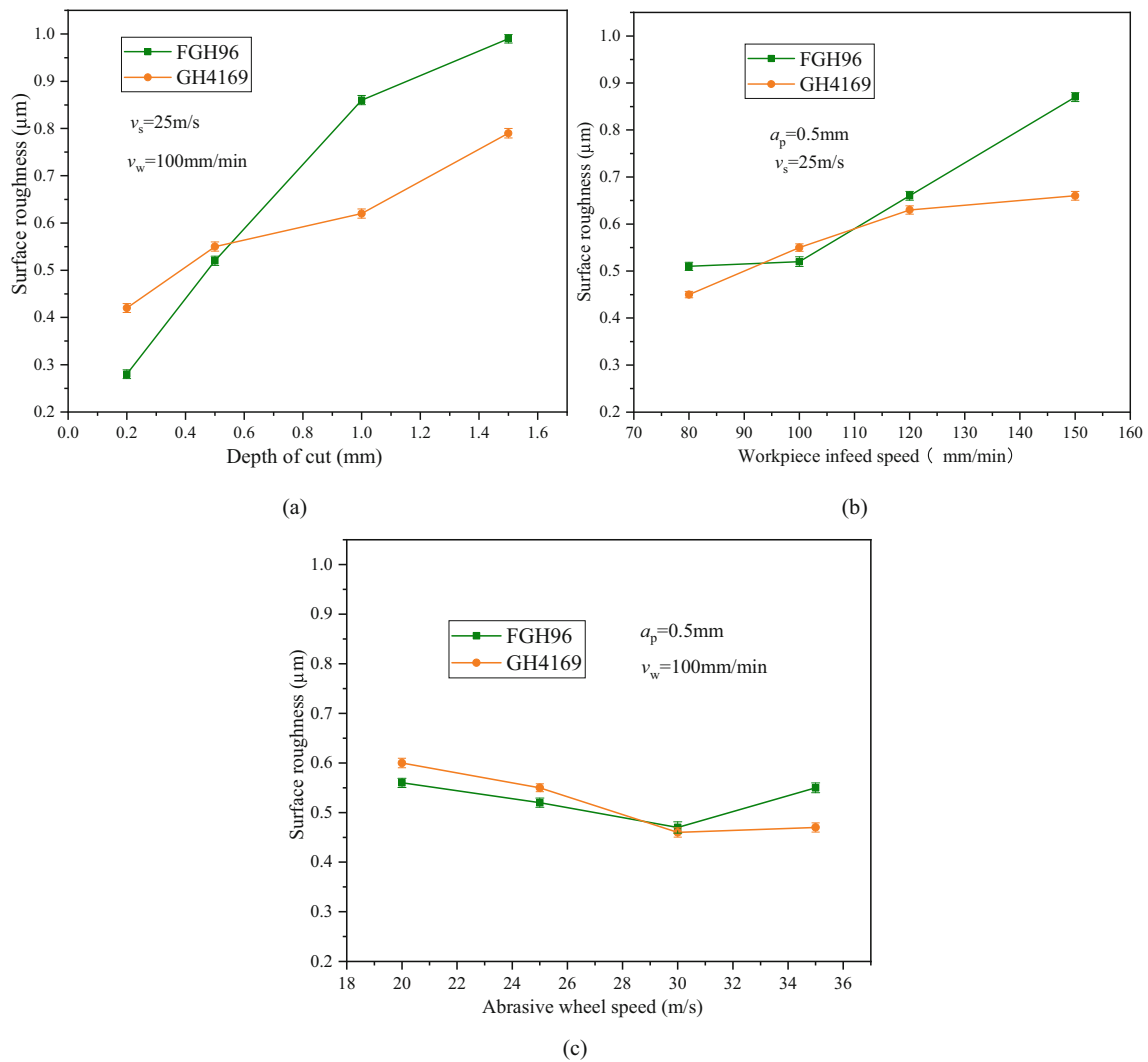 1.0
0.9
0.8
0.7
0.6
0.5
0.4
0.3
0.2
Surface roughness (μm)
FGH96
GH4169
vs=25m/s
vw=100mm/min
0.0 0.2 0.4 0.6 0.8 1.0 1.2 1.4 1.6
Depth of cut (mm)
(a)
1.0
0.9
0.8
0.7
0.6
0.5
0.4
0.3
0.2
Surface roughness (μm)
FGH96
GH4169
ap=0.5mm
vs=25m/s
70 80 90 100 110 120 130 140 150 160
Workpiece infeed speed（ mm/min）
(b)
1.0
0.9
0.8
0.7
0.6
0.5
0.4
0.3
0.2
Surface roughness (μm)
FGH96
GH4169
ap=0.5mm
vw=100mm/min
18 20 22 24 26 28 30 32 34 36
Abrasive wheel speed (m/s)
(c)